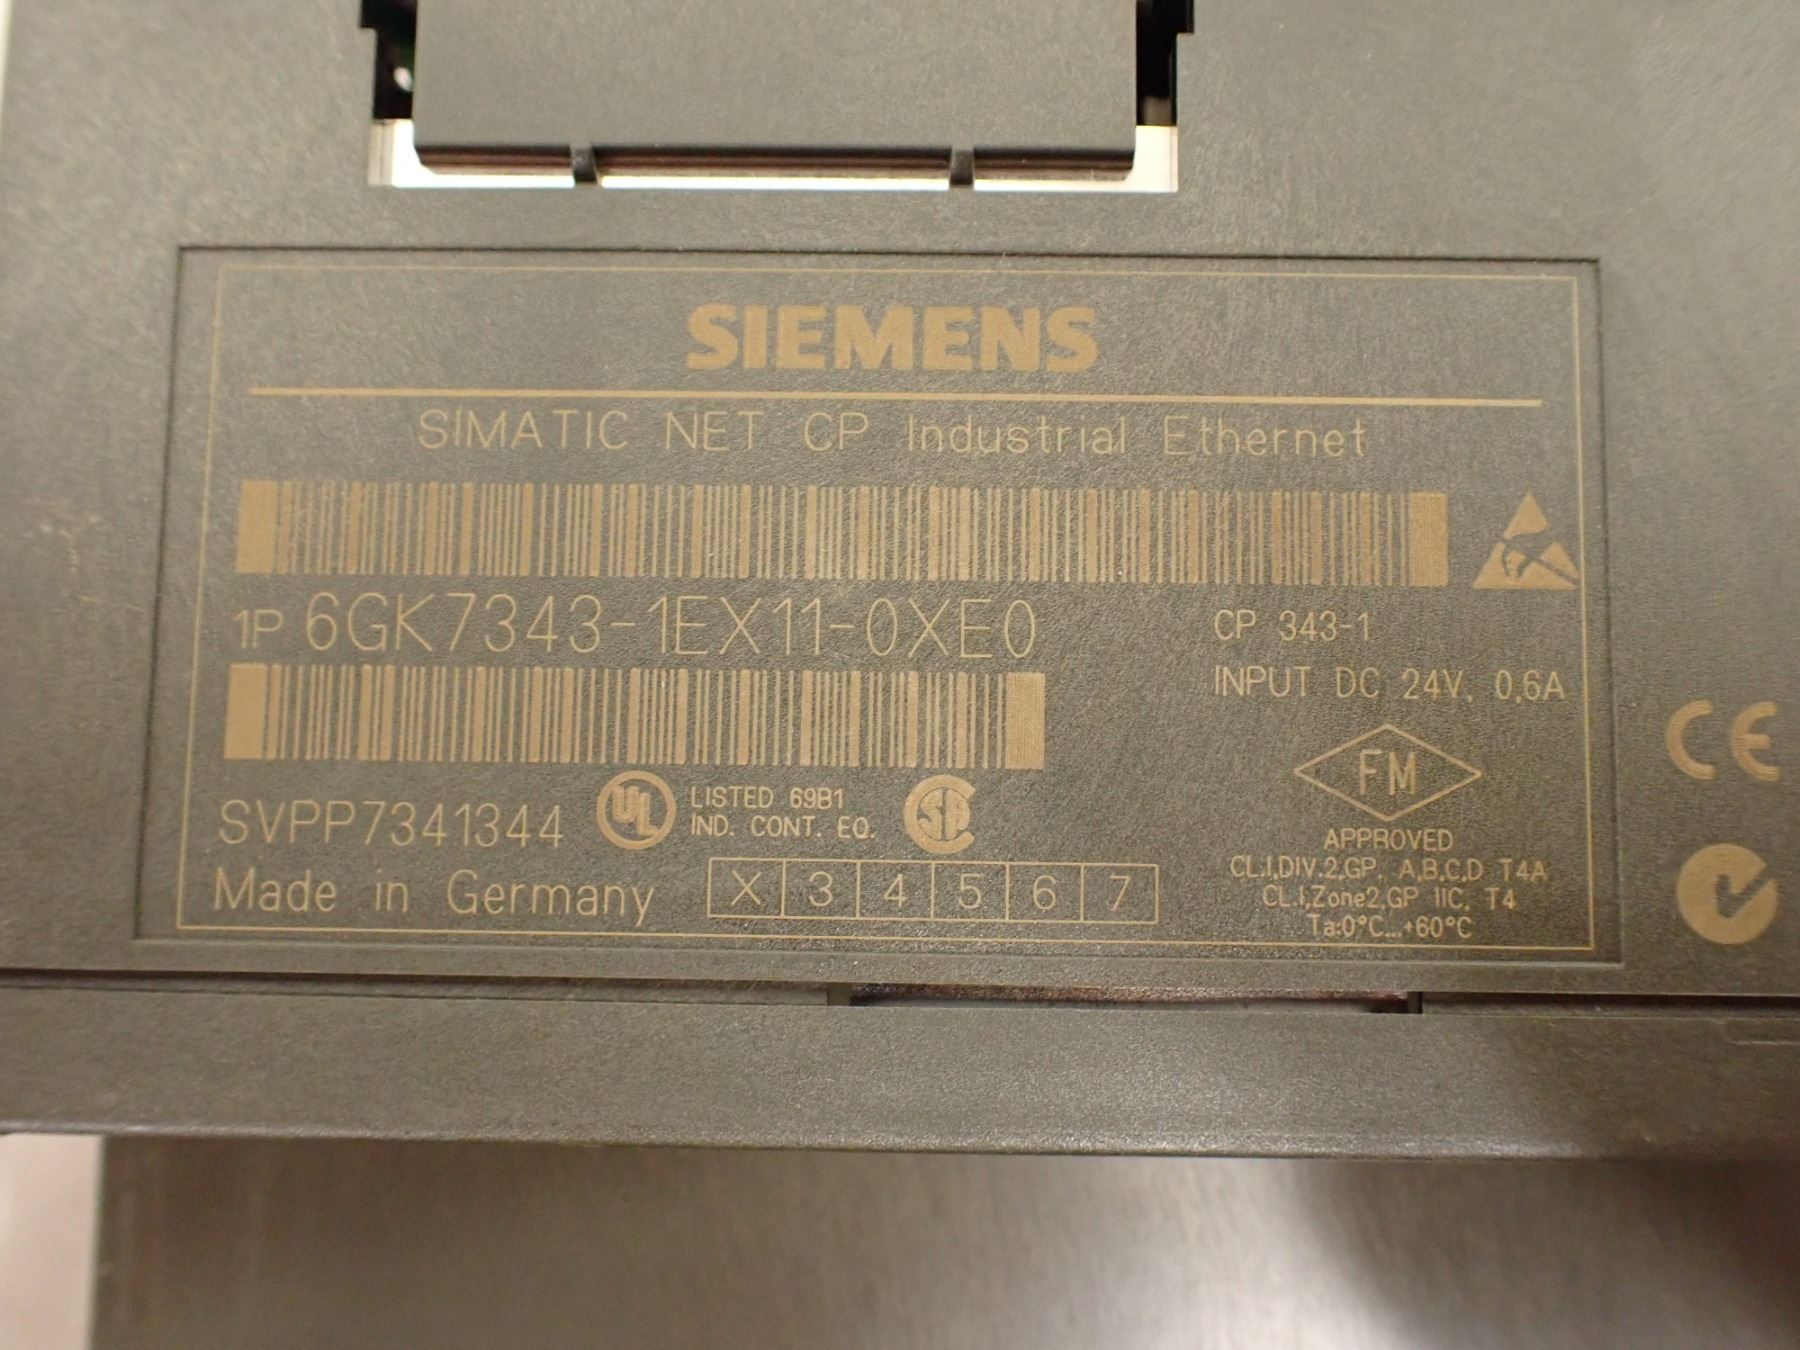 SIEMENS
SIMATIC NET CP Industrial Ethernet
1P 6GK7343-1EX11-0XE0
CP 343-1
INPUT DC 24V, 0,6A
SVPP7341344
UL LISTED 69B1
IND. CONT. EQ.
FM
APPROVED
CL.I,DIV.2,GP. A,B,C,D T4A
CL.I,Zone2,GP IIC, T4
Ta:0°C...+60°C
Made in Germany
X 3 4 5 6 7
CE